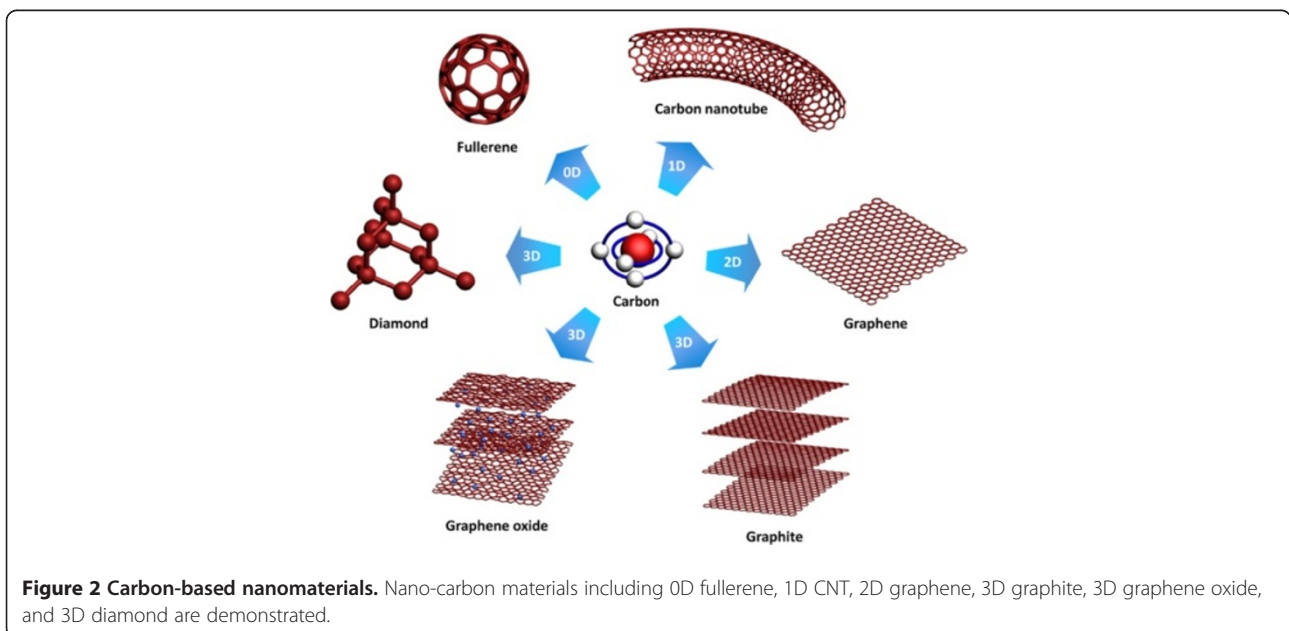 Fullerene
Carbon nanotube
0D
1D
3D
2D
Diamond
Carbon
Graphene
3D
3D
Graphene oxide
Graphite
Figure 2 Carbon-based nanomaterials. Nano-carbon materials including 0D fullerene, 1D CNT, 2D graphene, 3D graphite, 3D graphene oxide,
and 3D diamond are demonstrated.